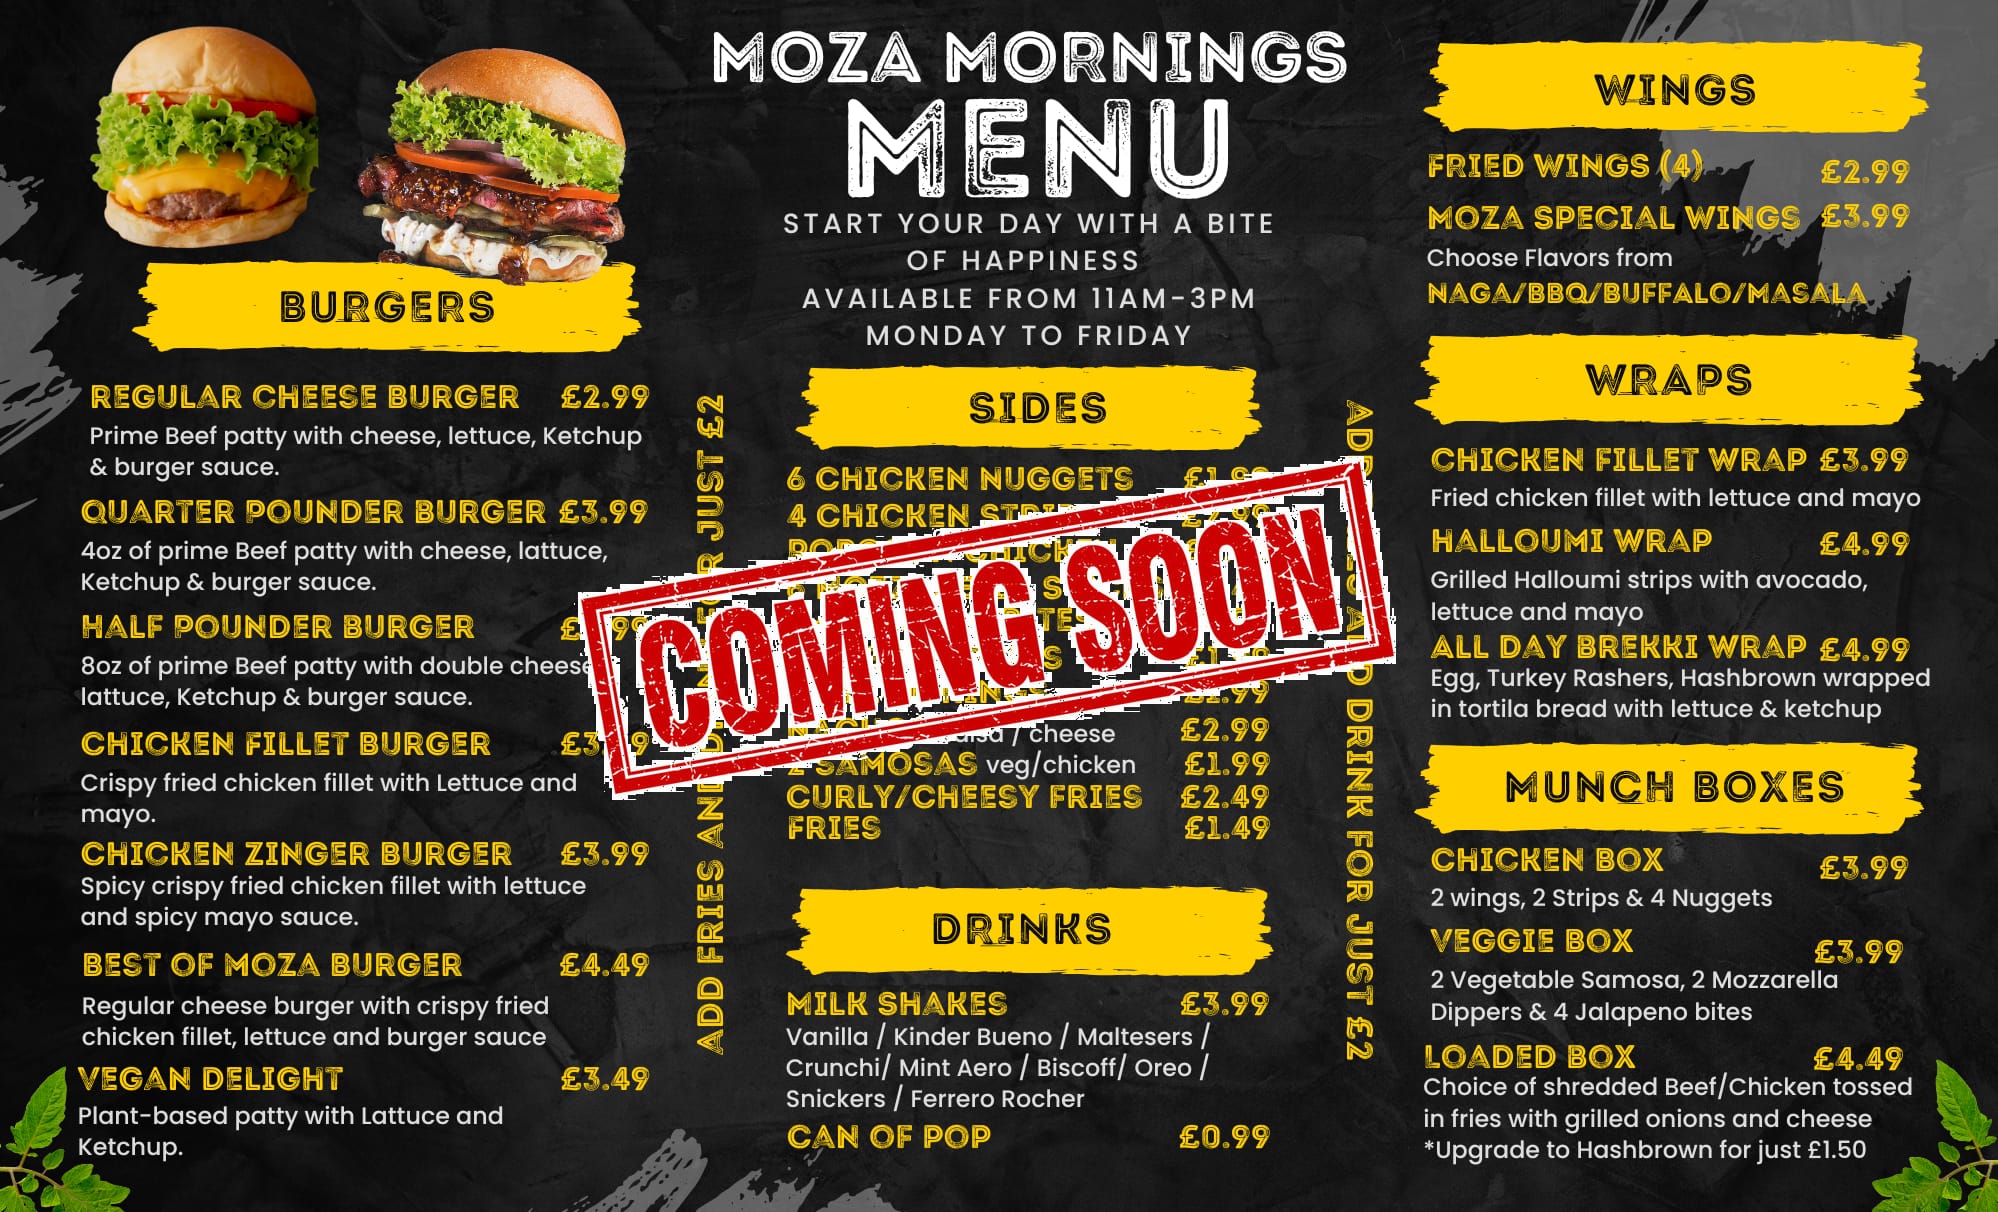 MOZA MORNINGS
MENU
START YOUR DAY WITH A BITE
OF HAPPINESS
AVAILABLE FROM 11AM-3PM
MONDAY TO FRIDAY
BURGERS
REGULAR CHEESE BURGER £2.99
Prime Beef patty with cheese, lettuce, Ketchup
& burger sauce.
QUARTER POUNDER BURGER £3.99
4oz of prime Beef patty with cheese, lattuce,
Ketchup & burger sauce.
HALF POUNDER BURGER
8oz of prime Beef patty with double cheese
lattuce, Ketchup & burger sauce.
CHICKEN FILLET BURGER
Crispy fried chicken fillet with Lettuce and
mayo.
CHICKEN ZINGER BURGER £3.99
Spicy crispy fried chicken fillet with lettuce
and spicy mayo sauce.
BEST OF MOZA BURGER £4.49
Regular cheese burger with crispy fried
chicken fillet, lettuce and burger sauce
VEGAN DELIGHT £3.49
Plant-based patty with Lattuce and
Ketchup.
ADD FRIES AND JUST £2
SIDES
6 CHICKEN NUGGETS
4 CHICKEN
/ cheese £2.99
2 SAMOSAS veg/chicken £1.99
CURLY/CHEESY FRIES £2.49
FRIES £1.49
COMING SOON
DRINKS
MILK SHAKES £3.99
Vanilla / Kinder Bueno / Maltesers /
Crunchi/ Mint Aero / Biscoff/ Oreo /
Snickers / Ferrero Rocher
CAN OF POP £0.99
DRINK FOR JUST £2
WINGS
FRIED WINGS (4) £2.99
MOZA SPECIAL WINGS £3.99
Choose Flavors from
NAGA/BBQ/BUFFALO/MASALA
WRAPS
CHICKEN FILLET WRAP £3.99
Fried chicken fillet with lettuce and mayo
HALLOUMI WRAP £4.99
Grilled Halloumi strips with avocado,
lettuce and mayo
ALL DAY BREKKI WRAP £4.99
Egg, Turkey Rashers, Hashbrown wrapped
in tortila bread with lettuce & ketchup
MUNCH BOXES
CHICKEN BOX £3.99
2 wings, 2 Strips & 4 Nuggets
VEGGIE BOX £3.99
2 Vegetable Samosa, 2 Mozzarella
Dippers & 4 Jalapeno bites
LOADED BOX £4.49
Choice of shredded Beef/Chicken tossed
in fries with grilled onions and cheese
*Upgrade to Hashbrown for just £1.50